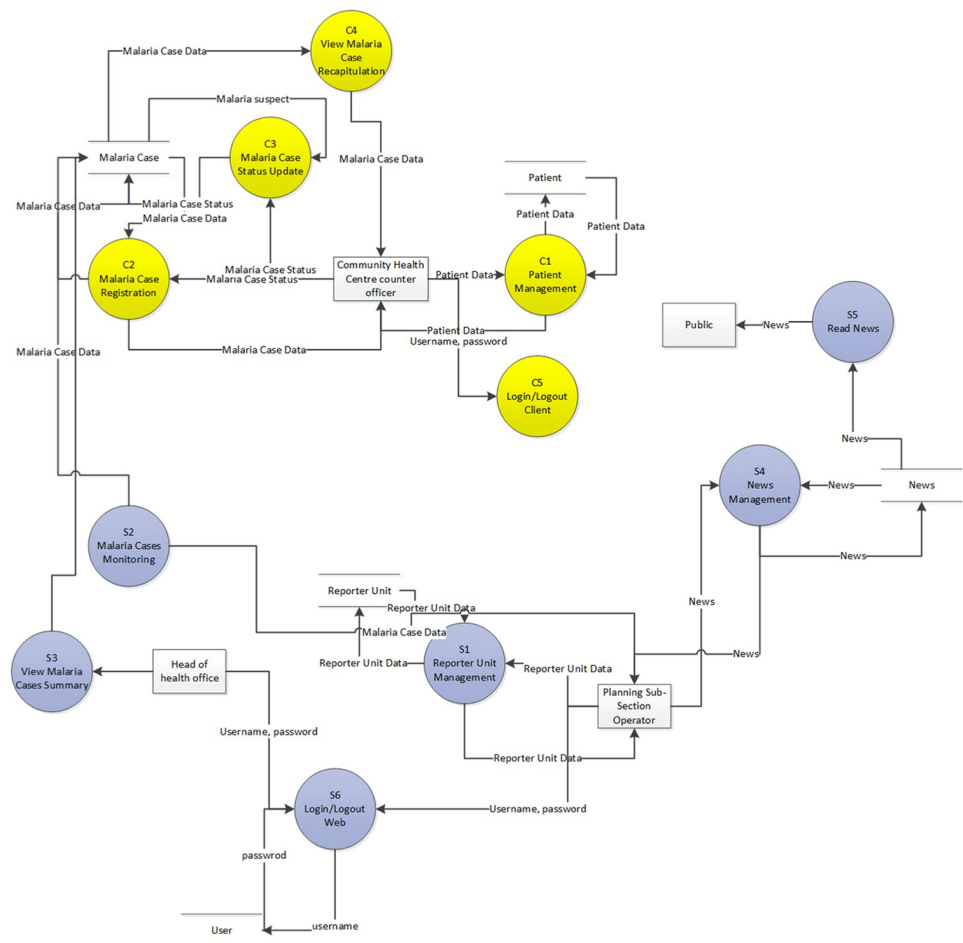 C4
View Malaria
Case
Recapitulation
Malaria Case Data
Malaria suspect
C3
Malaria Case
Status Update
Malaria Case
Malaria Case Data
Patient
Malaria Case Data
Malaria Case Status
Malaria Case Data
Patient Data
Patient Data
C2
Malaria Case
Registration
Malaria Case Status
Malaria Case Status
Community Health
Centre counter
officer
Patient Data
C1
Patient
Management
Malaria Case Data
Malaria Case Data
Patient Data
Username, password
C5
Login/Logout
Client
Public
News
S5
Read News
News
S4
News
Management
News
News
News
S2
Malaria Cases
Monitoring
Reporter Unit
Reporter Unit Data
Malaria Case Data
News
News
S1
Reporter Unit
Management
Reporter Unit Data
Reporter Unit Data
S3
View Malaria
Cases Summary
Head of
health office
Planning Sub-
Section
Operator
Username, password
Reporter Unit Data
S6
Login/Logout
Web
Username, password
passwrod
username
User